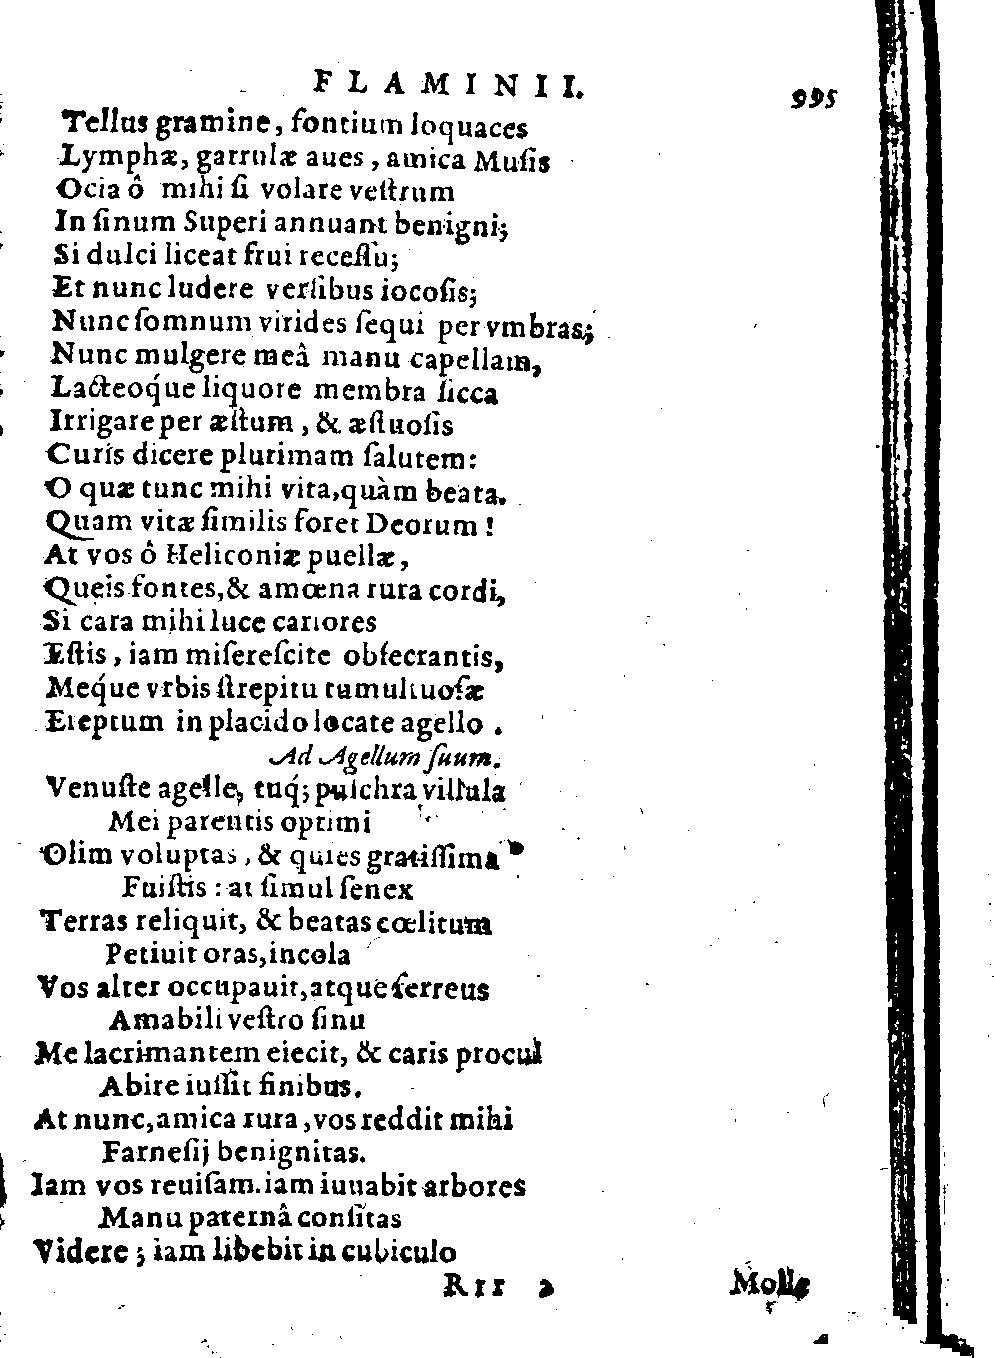 FLAMINII. 995
Tellus gramine, fontium loquaces
Lymphæ, garrulæ aues, amica Muſis
Ocia ô mihi ſi volare veſtrum
In ſinum Superi annuant benigni;
Si dulci liceat frui receſſu;
Et nunc ludere verſibus iocoſis;
Nunc ſomnum virides ſequi per vmbras;
Nunc mulgere meâ manu capellam,
Lacteoq́ue liquore membra ſicca
Irrigare per æſtum, & æſtuoſis
Curis dicere plurimam ſalutem:
O quæ tunc mihi vita, quàm beata.
Quam vitæ ſimilis foret Deorum!
At vos ô Heliconiæ puellæ,
Queis fontes, & amœna rura cordi,
Si cara mihi luce cariores
Eſtis, iam miſereſcite obſecrantis,
Meq́ue vrbis ſtrepitu tumultuoſæ
Ereptum in placido locate agello.
Ad Agellum ſuum.
Venuſte agelle, tuq́; pulchra villula
Mei parentis optimi
Olim voluptas, & quies gratiſſima
Fuiſtis: at ſimul ſenex
Terras reliquit, & beatas cœlitum
Petiuit oras, incola
Vos alter occupauit, atque ferreus
Amabili veſtro ſinu
Me lacrimantem eiecit, & caris procul
Abire iuſſit finibus.
At nunc, amica rura, vos reddit mihi
Farneſij benignitas.
Iam vos reuiſam. iam iuuabit arbores
Manu paternâ conſitas
Videre; iam libebit in cubiculo
Rrr 2 Molle